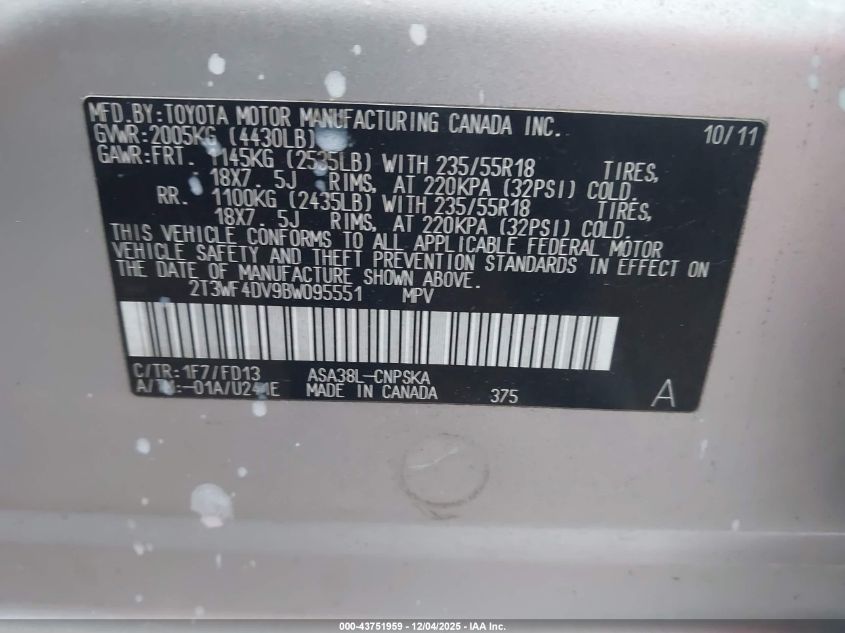 MFD.BY:TOYOTA MOTOR MANUFACTURING CANADA INC. 10/11
GVWR:2005KG (4430LB)
GAWR:FRT. 1145KG (2535LB) WITH 235/55R18 TIRES,
18X7.5J RIMS, AT 220KPA (32PSI) COLD
RR. 1100KG (2435LB) WITH 235/55R18 TIRES,
18X7.5J RIMS, AT 220KPA (32PSI) COLD.
THIS VEHICLE CONFORMS TO ALL APPLICABLE FEDERAL MOTOR
VEHICLE SAFETY AND THEFT PREVENTION STANDARDS IN EFFECT ON
THE DATE OF MANUFACTURE SHOWN ABOVE.
2T3WF4DV9BW095551 MPV
C/TR:1F7/FD13 ASA38L-CNPSKA
A/TM:-01A/U241E MADE IN CANADA 375 A
000-43751959 - 12/04/2025 - IAA Inc.